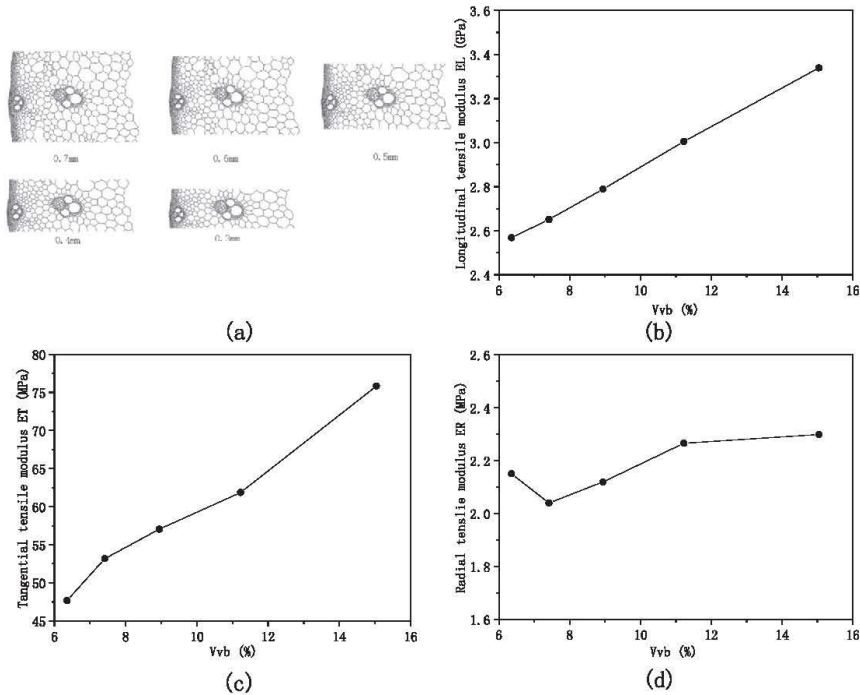 0.7mm
0.6mm
0.5mm
0.4mm
0.3mm
(a)
Longitudinal tensile modulus EL (GPa)
3.6
3.4
3.2
3.0
2.8
2.6
2.4
6 8 10 12 14 16
Vvb (%)
(b)
Tangential tensile modulus ET (MPa)
80
75
70
65
60
55
50
45
6 8 10 12 14 16
Vvb (%)
(c)
Radial tenslie modulus ER (MPa)
2.6
2.4
2.2
2.0
1.8
1.6
6 8 10 12 14 16
Vvb (%)
(d)